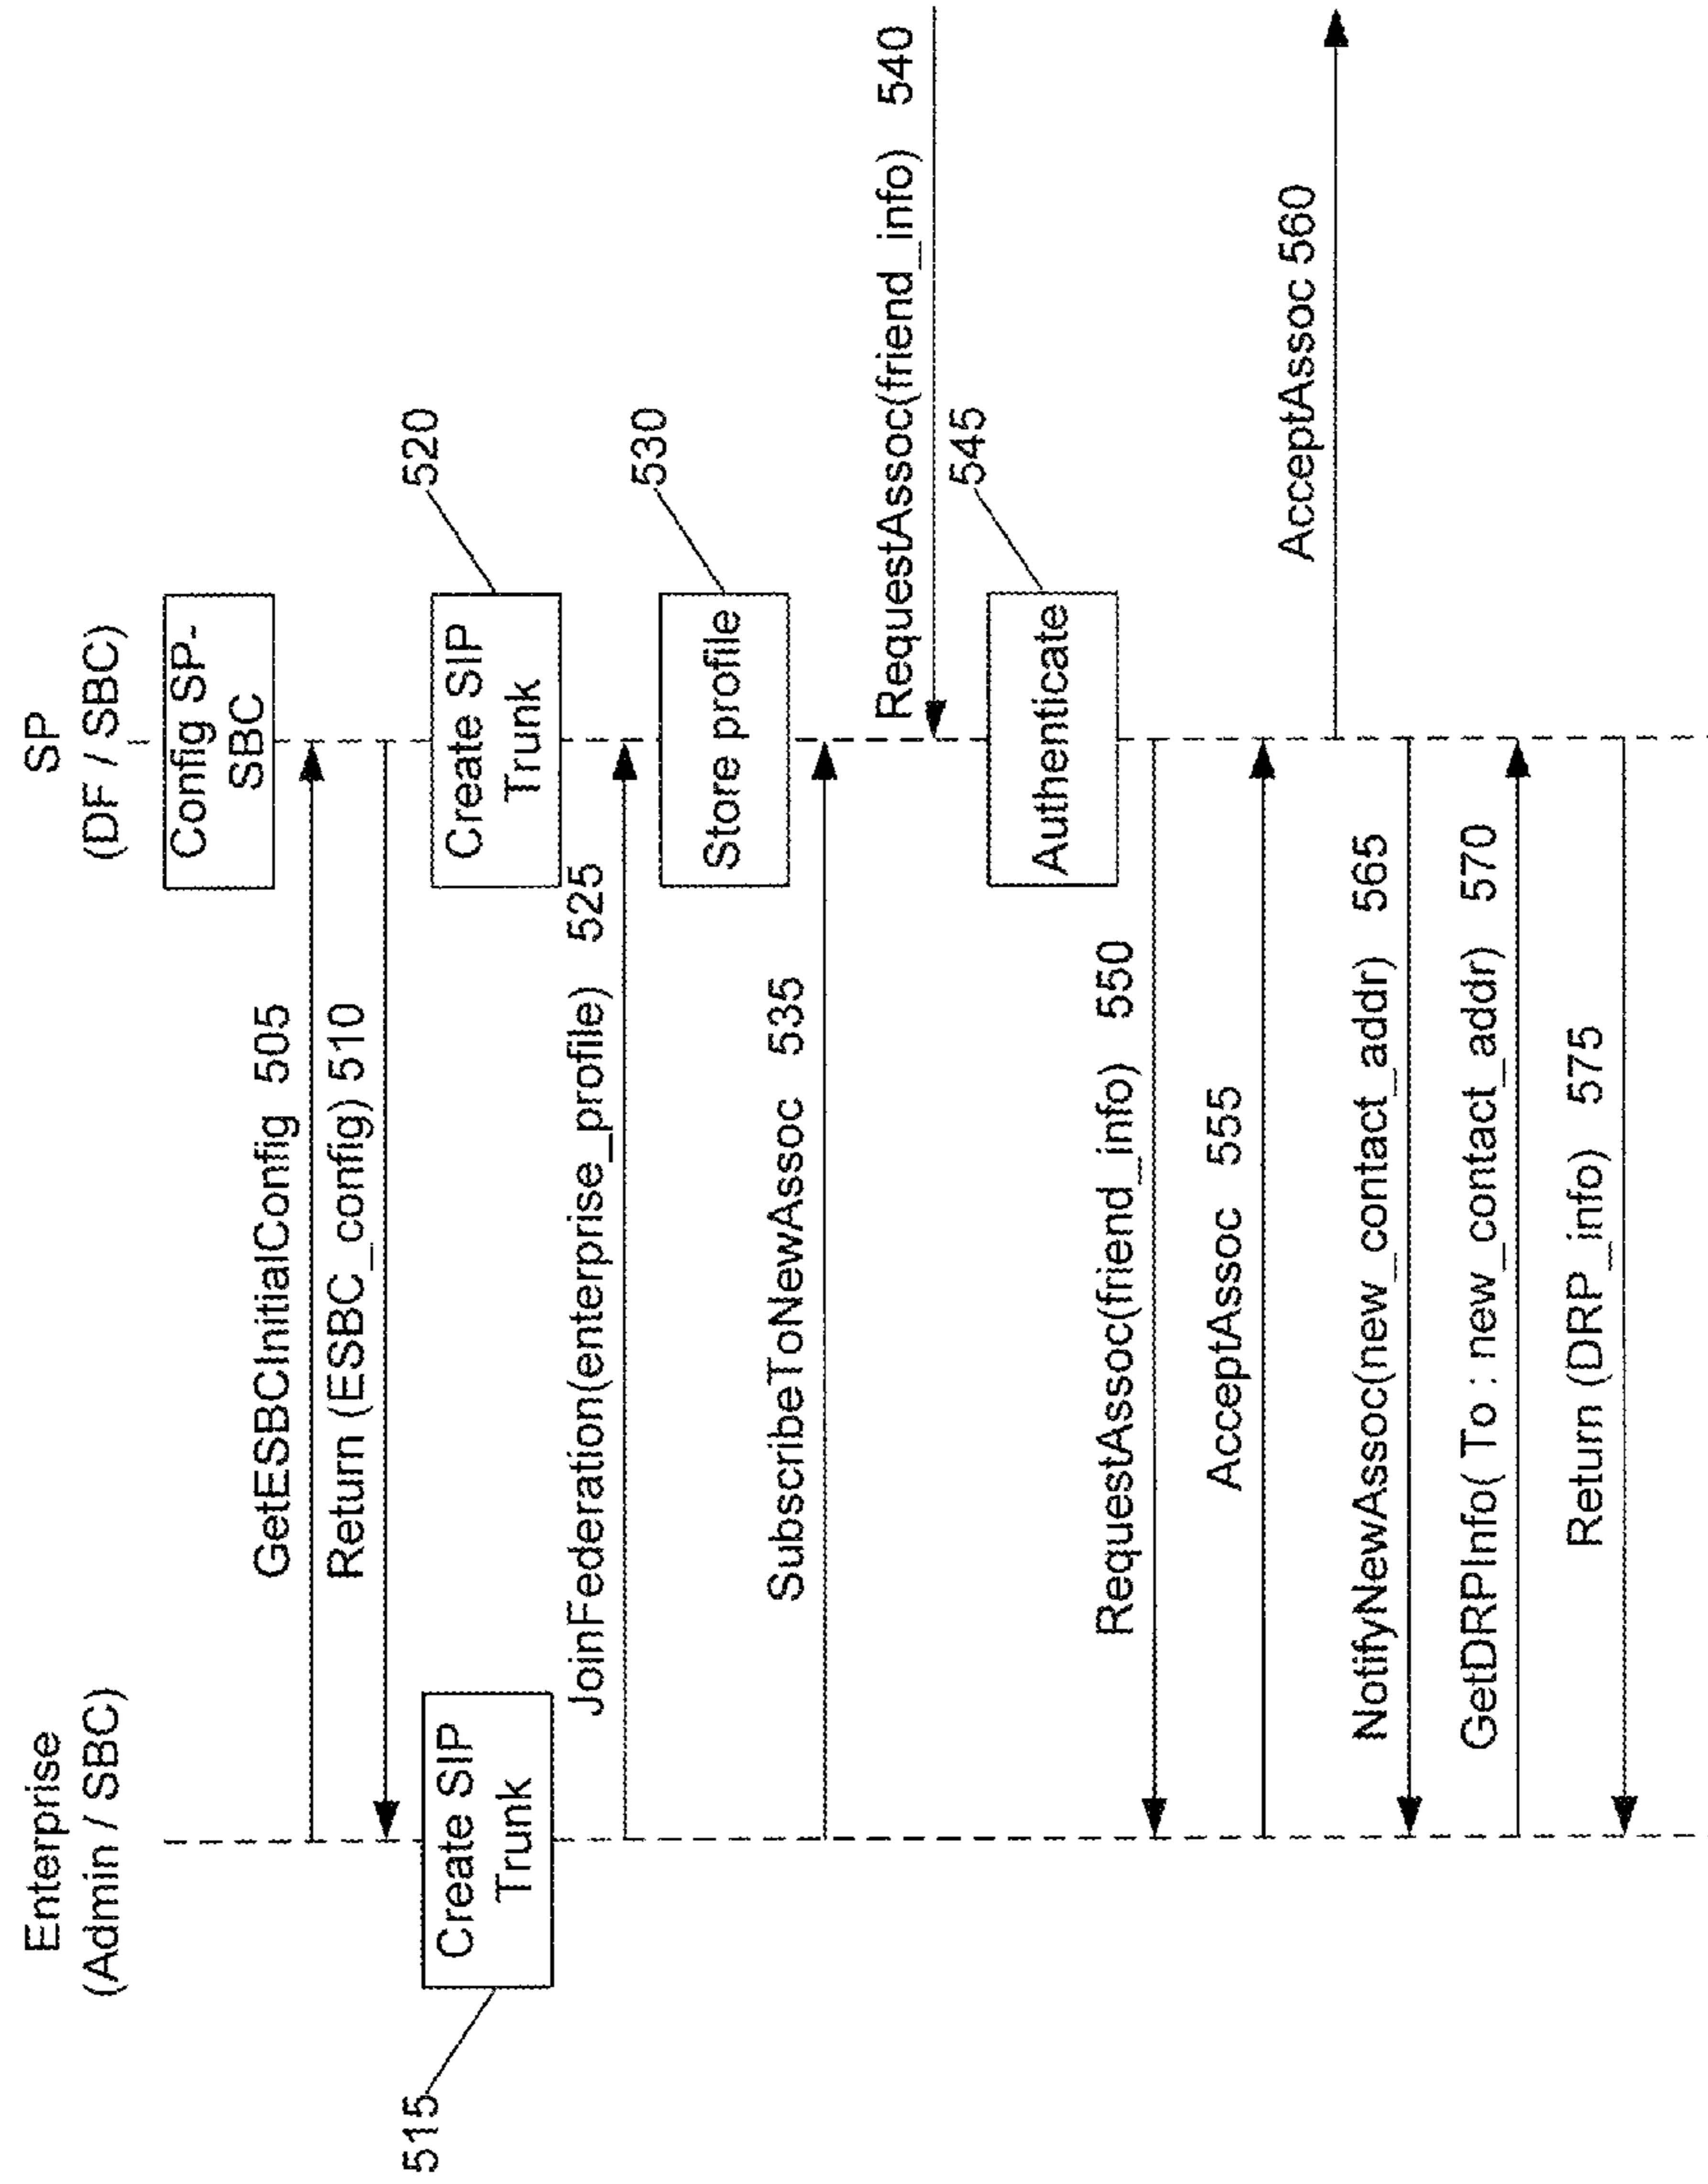 Enterprise
(Admin / SBC)
SP
(DF / SBC)
Config SP-
SBC
GetESBCInitialConfig 505
Return (ESBC_config) 510
515
Create SIP
Trunk
Create SIP
Trunk
520
JoinFederation(enterprise_profile) 525
Store profile
530
SubscribeToNewAssoc 535
RequestAssoc(friend_info) 540
Authenticate
545
RequestAssoc(friend_info) 550
AcceptAssoc 555
AcceptAssoc 560
NotifyNewAssoc(new_contact_addr) 565
GetDRPInfo( To : new_contact_addr) 570
Return (DRP_info) 575